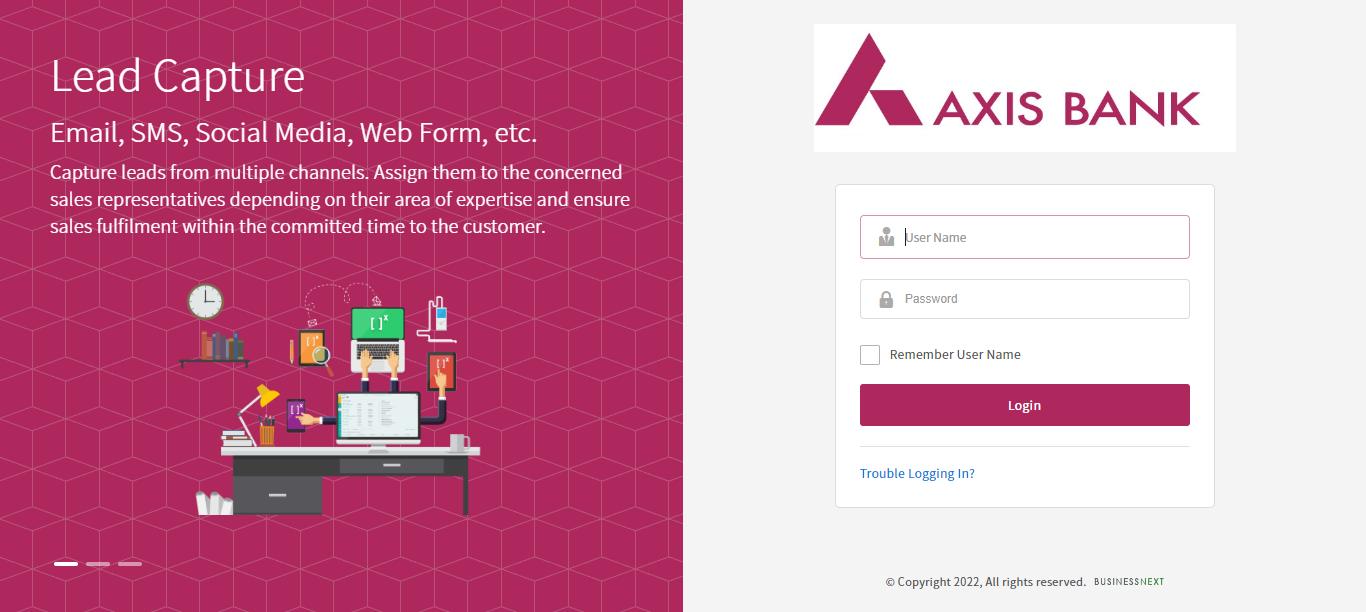 Lead Capture
Email, SMS, Social Media, Web Form, etc.
Capture leads from multiple channels. Assign them to the concerned
sales representatives depending on their area of expertise and ensure
sales fulfilment within the committed time to the customer.
[ ]x
[ ]x
[ ]x
[ ]x
AXIS BANK
User Name
Password
Remember User Name
Login
Trouble Logging In?
© Copyright 2022, All rights reserved. BUSINESSNEXT